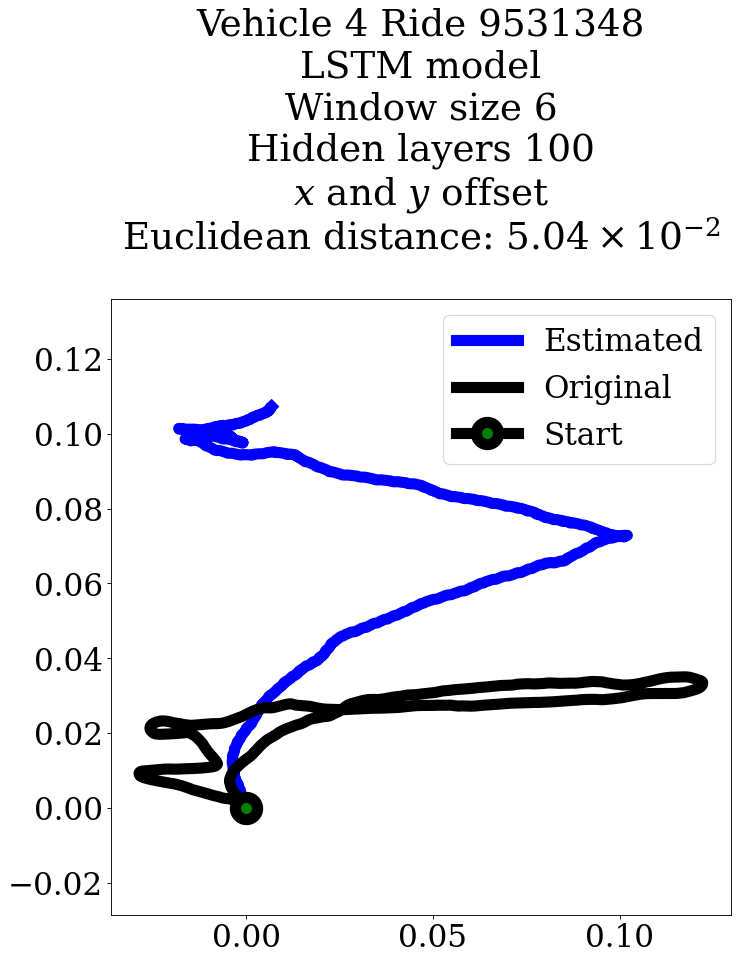 Vehicle 4 Ride 9531348
LSTM model
Window size 6
Hidden layers 100
x and y offset
Euclidean distance: 5.04 × 10⁻²
Estimated
Original
Start
0.12
0.10
0.08
0.06
0.04
0.02
0.00
−0.02
0.00 0.05 0.10